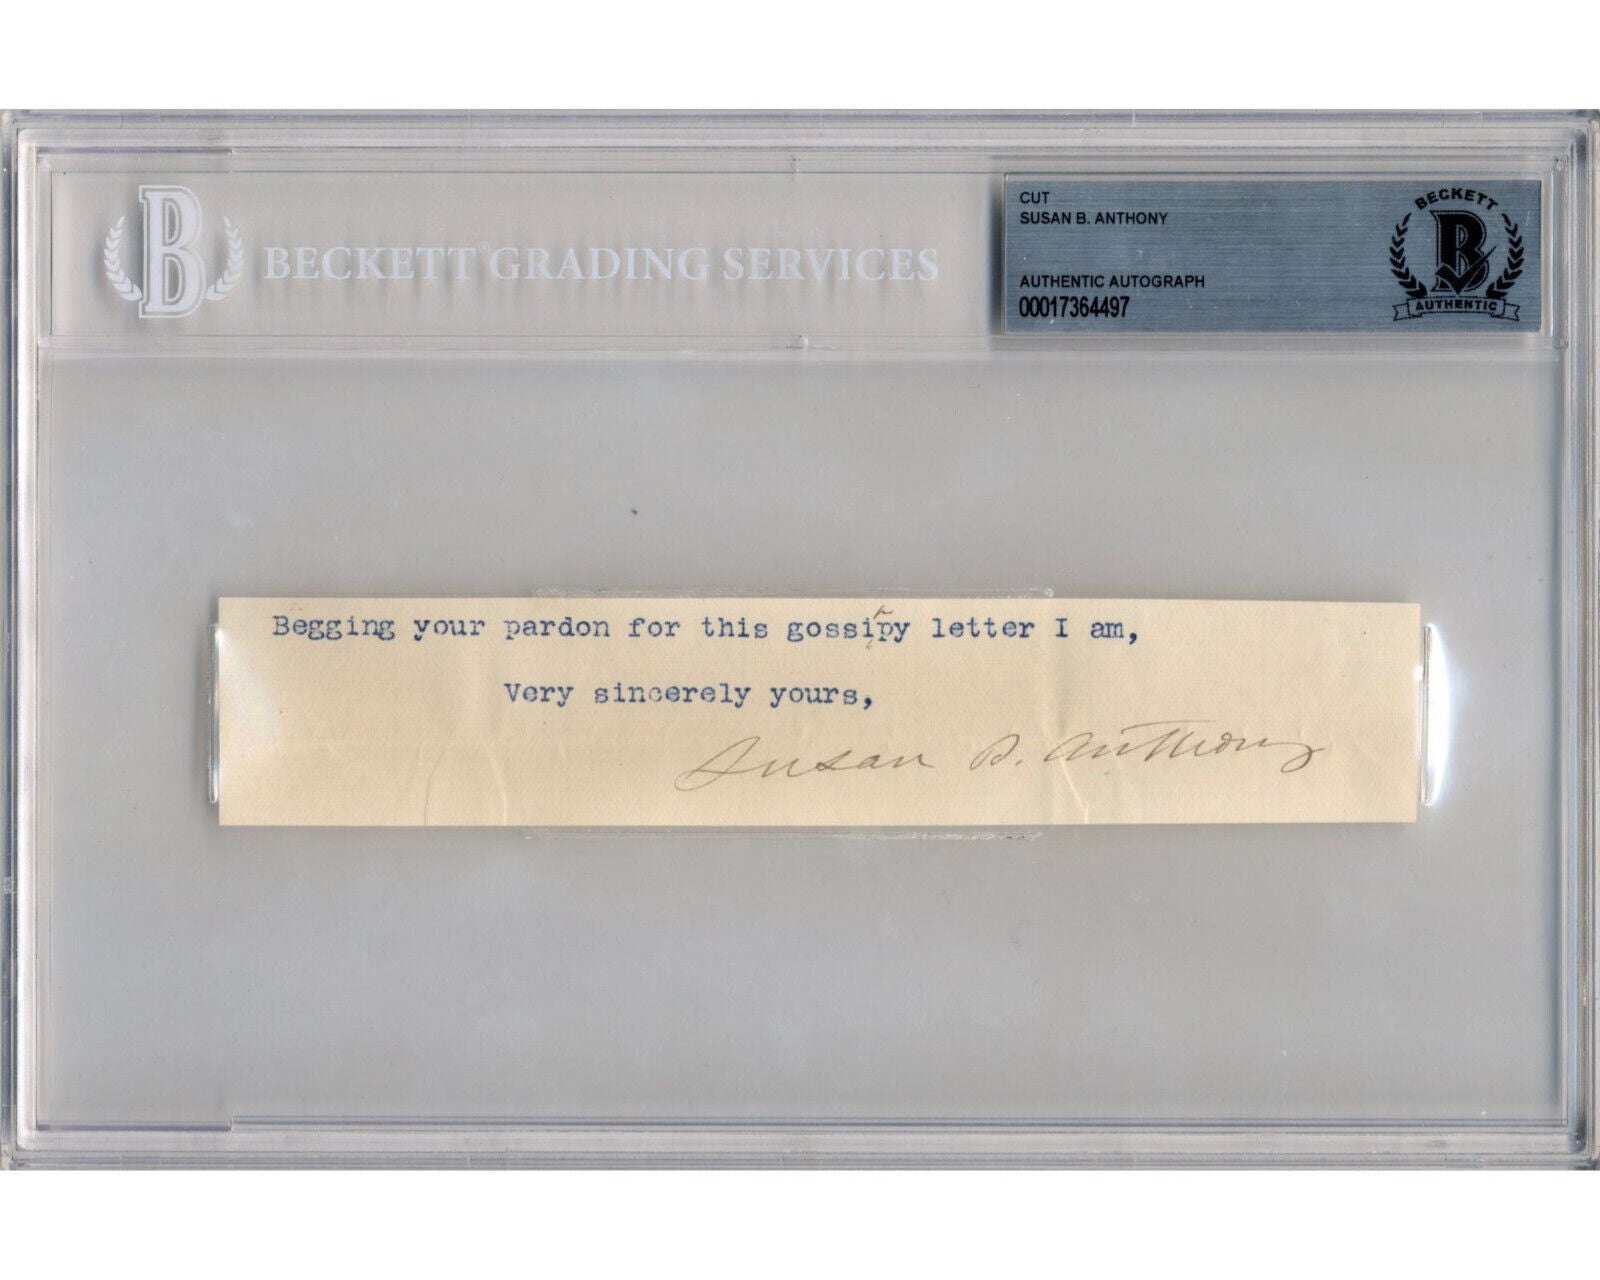 B
BECKETT® GRADING SERVICES
CUT
SUSAN B. ANTHONY
AUTHENTIC AUTOGRAPH
00017364497
BECKETT
B
AUTHENTIC
p
Begging your pardon for this gossipy letter I am,
Very sincerely yours,
Susan B. Anthony